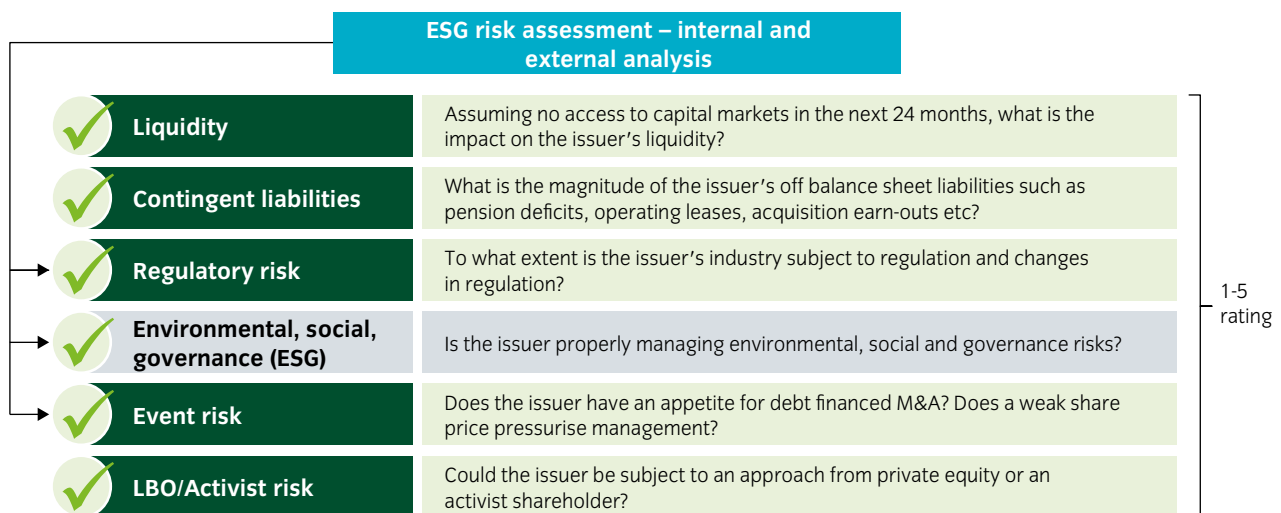 ESG risk assessment – internal and
external analysis
Liquidity
Assuming no access to capital markets in the next 24 months, what is the
impact on the issuer's liquidity?
Contingent liabilities
What is the magnitude of the issuer's off balance sheet liabilities such as
pension deficits, operating leases, acquisition earn-outs etc?
Regulatory risk
To what extent is the issuer's industry subject to regulation and changes
in regulation?
Environmental, social,
governance (ESG)
Is the issuer properly managing environmental, social and governance risks?
Event risk
Does the issuer have an appetite for debt financed M&A? Does a weak share
price pressurise management?
LBO/Activist risk
Could the issuer be subject to an approach from private equity or an
activist shareholder?
1-5
rating